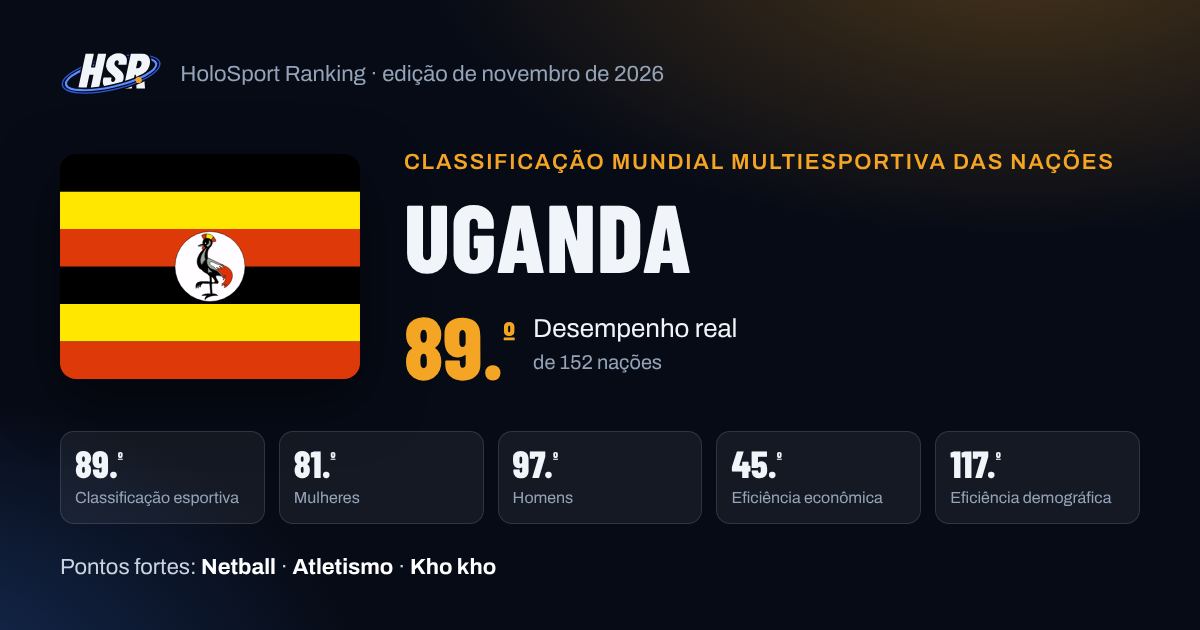 HSR
HoloSport Ranking · edição de novembro de 2026
CLASSIFICAÇÃO MUNDIAL MULTIESPORTIVA DAS NAÇÕES
UGANDA
89.º
Desempenho real
de 152 nações
89.º
Classificação esportiva
81.º
Mulheres
97.º
Homens
45.º
Eficiência econômica
117.º
Eficiência demográfica
Pontos fortes: Netball · Atletismo · Kho kho